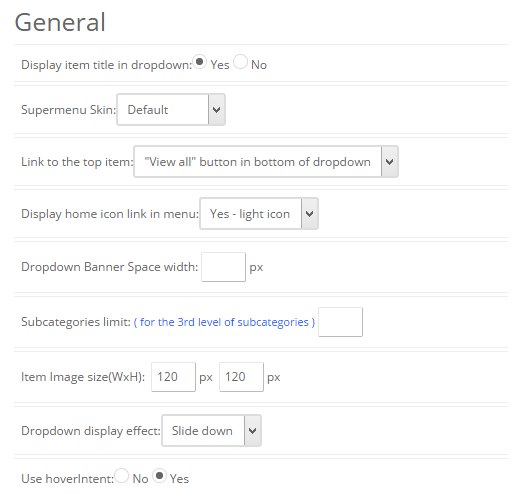 General
Display item title in dropdown: Yes No
Supermenu Skin: Default
Link to the top item: "View all" button in bottom of dropdown
Display home icon link in menu: Yes - light icon
Dropdown Banner Space width: px
Subcategories limit: ( for the 3rd level of subcategories )
Item Image size(WxH): 120 px 120 px
Dropdown display effect: Slide down
Use hoverIntent: No Yes